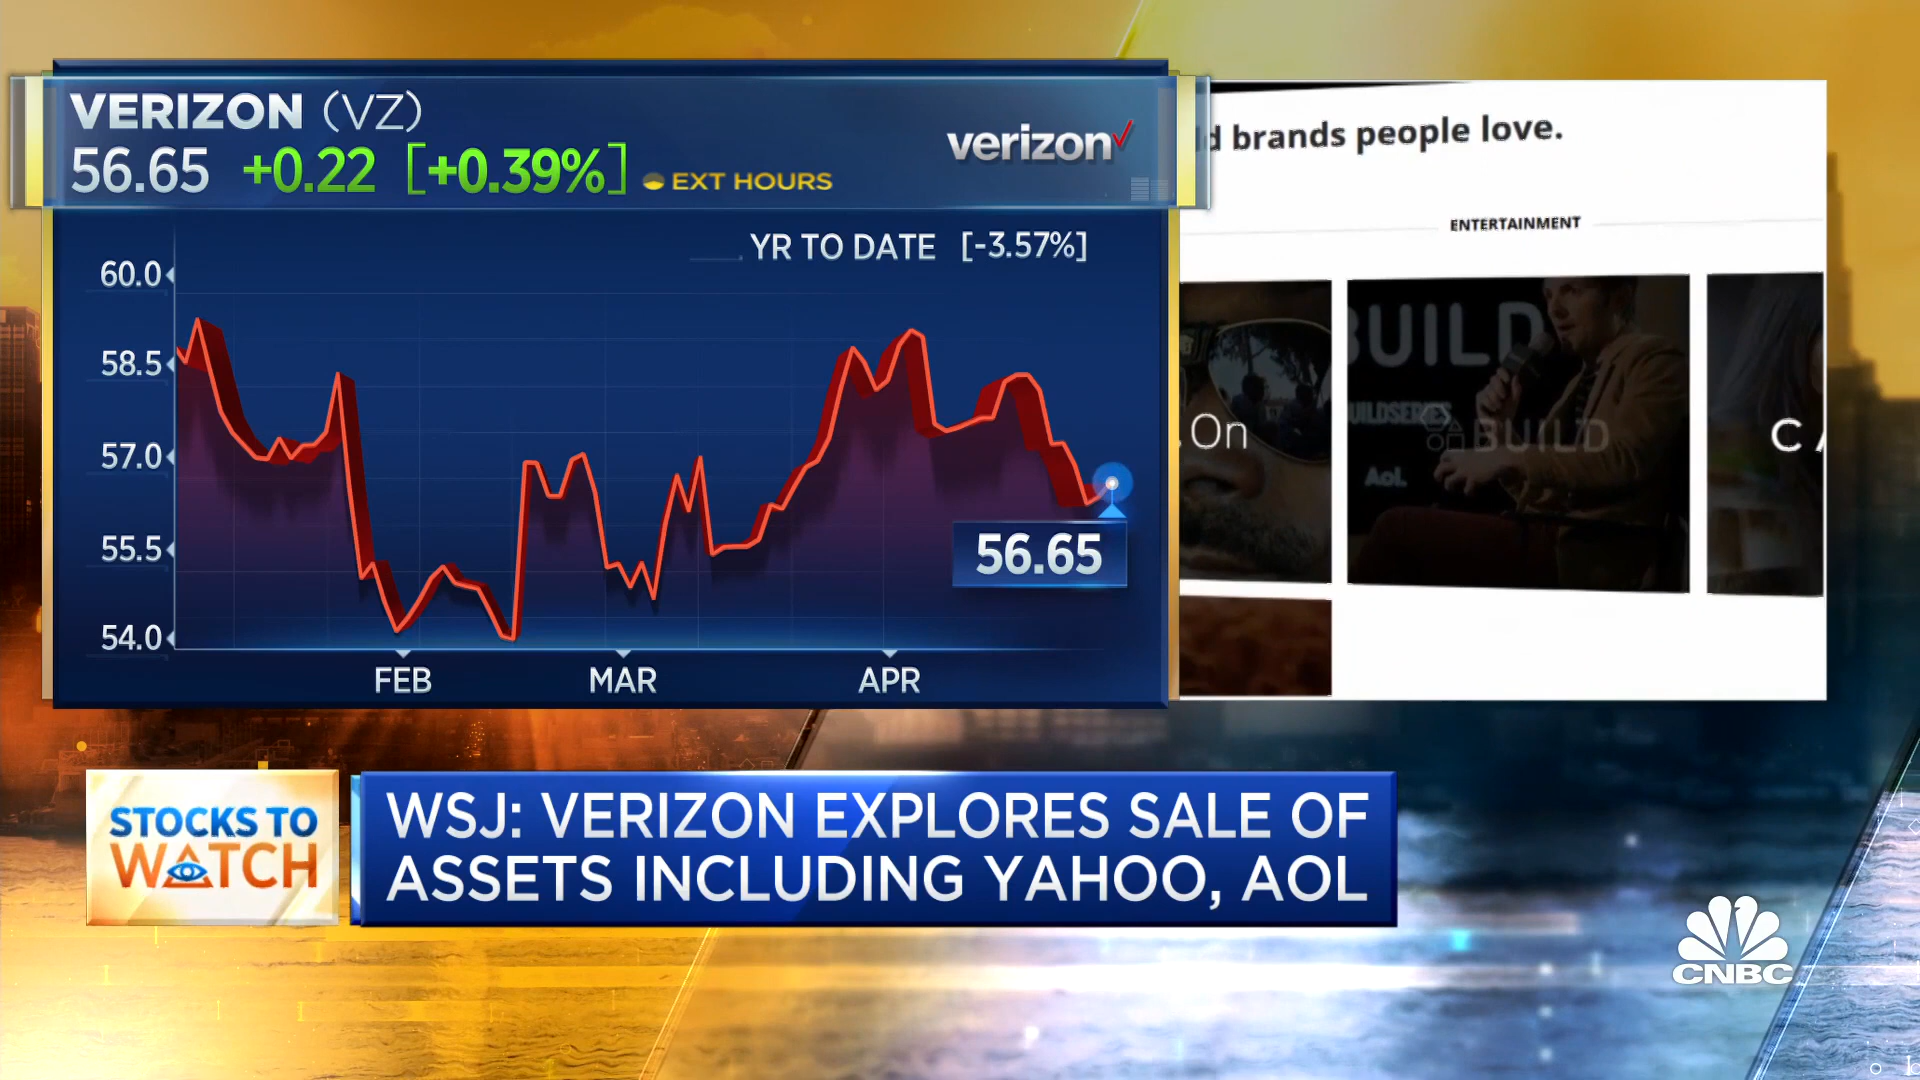 VERIZON (VZ)
56.65 +0.22 [+0.39%] EXT HOURS
verizon
YR TO DATE [-3.57%]
60.0
58.5
57.0
55.5
54.0
56.65
FEB MAR APR
brands people love.
ENTERTAINMENT
On
BUILD
BUILD
Aol.
STOCKS TO
WATCH
WSJ: VERIZON EXPLORES SALE OF
ASSETS INCLUDING YAHOO, AOL
CNBC